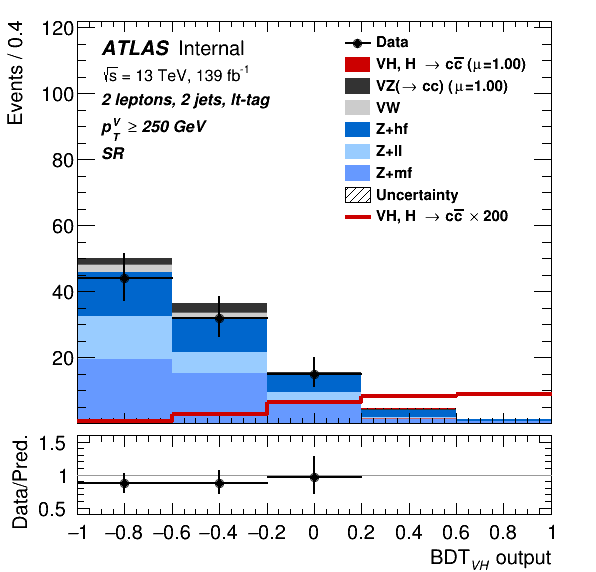 Events / 0.4
120
100
80
60
40
20
ATLAS Internal
√s = 13 TeV, 139 fb⁻¹
2 leptons, 2 jets, lt-tag
p_T^V ≥ 250 GeV
SR
Data
VH, H → cc̅ (μ=1.00)
VZ(→ cc) (μ=1.00)
VW
Z+hf
Z+ll
Z+mf
Uncertainty
VH, H → cc̅ × 200
Data/Pred.
1.5
1
0.5
−1 −0.8 −0.6 −0.4 −0.2 0 0.2 0.4 0.6 0.8 1
BDT_VH output